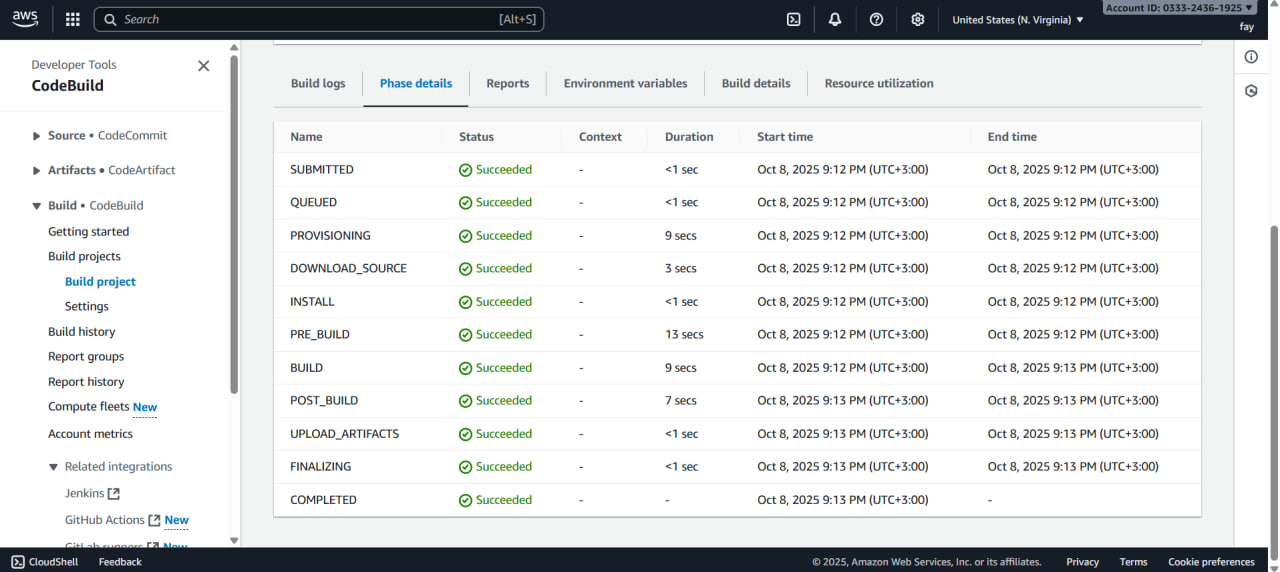 aws Search [Alt+S] United States (N. Virginia) ▼ Account ID: 0333-2436-1925 ▼
fay
Developer Tools
CodeBuild
Source • CodeCommit
Artifacts • CodeArtifact
Build • CodeBuild
Getting started
Build projects
Build project
Settings
Build history
Report groups
Report history
Compute fleets New
Account metrics
Related integrations
Jenkins
GitHub Actions New
GitLab runners New
Build logs Phase details Reports Environment variables Build details Resource utilization
Name Status Context Duration Start time End time
SUBMITTED Succeeded - <1 sec Oct 8, 2025 9:12 PM (UTC+3:00) Oct 8, 2025 9:12 PM (UTC+3:00)
QUEUED Succeeded - <1 sec Oct 8, 2025 9:12 PM (UTC+3:00) Oct 8, 2025 9:12 PM (UTC+3:00)
PROVISIONING Succeeded - 9 secs Oct 8, 2025 9:12 PM (UTC+3:00) Oct 8, 2025 9:12 PM (UTC+3:00)
DOWNLOAD_SOURCE Succeeded - 3 secs Oct 8, 2025 9:12 PM (UTC+3:00) Oct 8, 2025 9:12 PM (UTC+3:00)
INSTALL Succeeded - <1 sec Oct 8, 2025 9:12 PM (UTC+3:00) Oct 8, 2025 9:12 PM (UTC+3:00)
PRE_BUILD Succeeded - 13 secs Oct 8, 2025 9:12 PM (UTC+3:00) Oct 8, 2025 9:12 PM (UTC+3:00)
BUILD Succeeded - 9 secs Oct 8, 2025 9:12 PM (UTC+3:00) Oct 8, 2025 9:13 PM (UTC+3:00)
POST_BUILD Succeeded - 7 secs Oct 8, 2025 9:13 PM (UTC+3:00) Oct 8, 2025 9:13 PM (UTC+3:00)
UPLOAD_ARTIFACTS Succeeded - <1 sec Oct 8, 2025 9:13 PM (UTC+3:00) Oct 8, 2025 9:13 PM (UTC+3:00)
FINALIZING Succeeded - <1 sec Oct 8, 2025 9:13 PM (UTC+3:00) Oct 8, 2025 9:13 PM (UTC+3:00)
COMPLETED Succeeded - - Oct 8, 2025 9:13 PM (UTC+3:00) -
CloudShell Feedback © 2025, Amazon Web Services, Inc. or its affiliates. Privacy Terms Cookie preferences